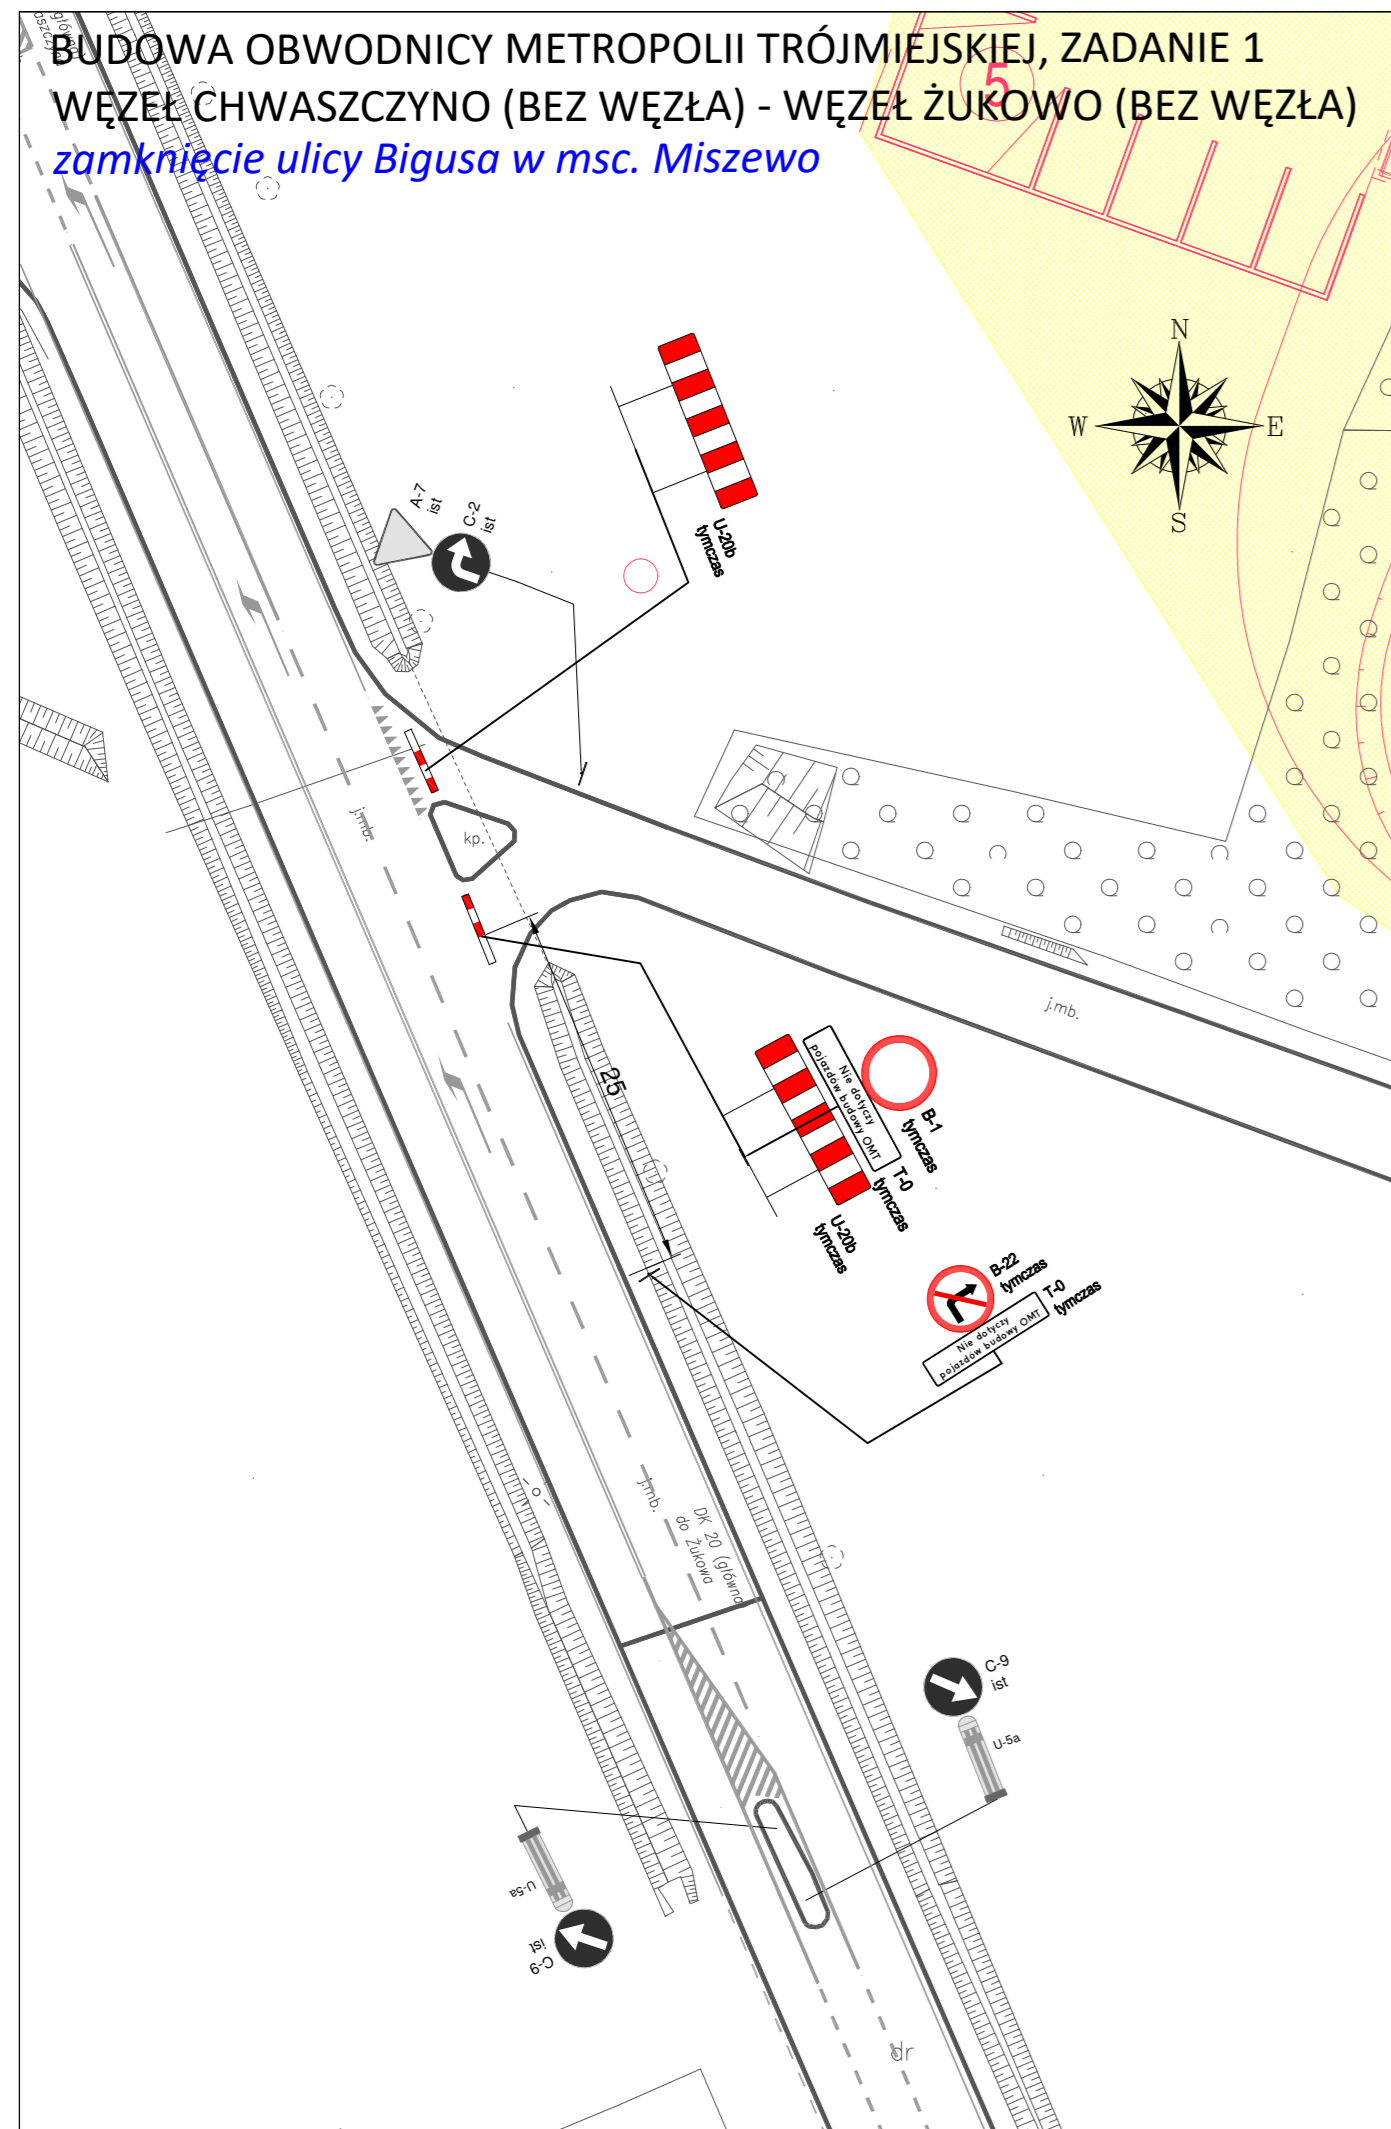 BUDOWA OBWODNICY METROPOLII TRÓJMIEJSKIEJ, ZADANIE 1
WĘZEŁ CHWASZCZYNO (BEZ WĘZŁA) - WĘZEŁ ŻUKOWO (BEZ WĘZŁA)
zamknięcie ulicy Bigusa w msc. Miszewo
5
N
W
E
S
A-7
ist
C-2
ist
U-20b
tymczas
j.mb.
kp.
j.mb.
25
Nie dotyczy
pojazdów budowy OMT
B-1
tymczas
T-0
tymczas
U-20b
tymczas
B-22
tymczas
T-0
tymczas
Nie dotyczy
pojazdów budowy OMT
j.mb.
DK 20 (główna)
do Żukowa
C-9
ist
U-5a
U-5a
C-9
ist
dr